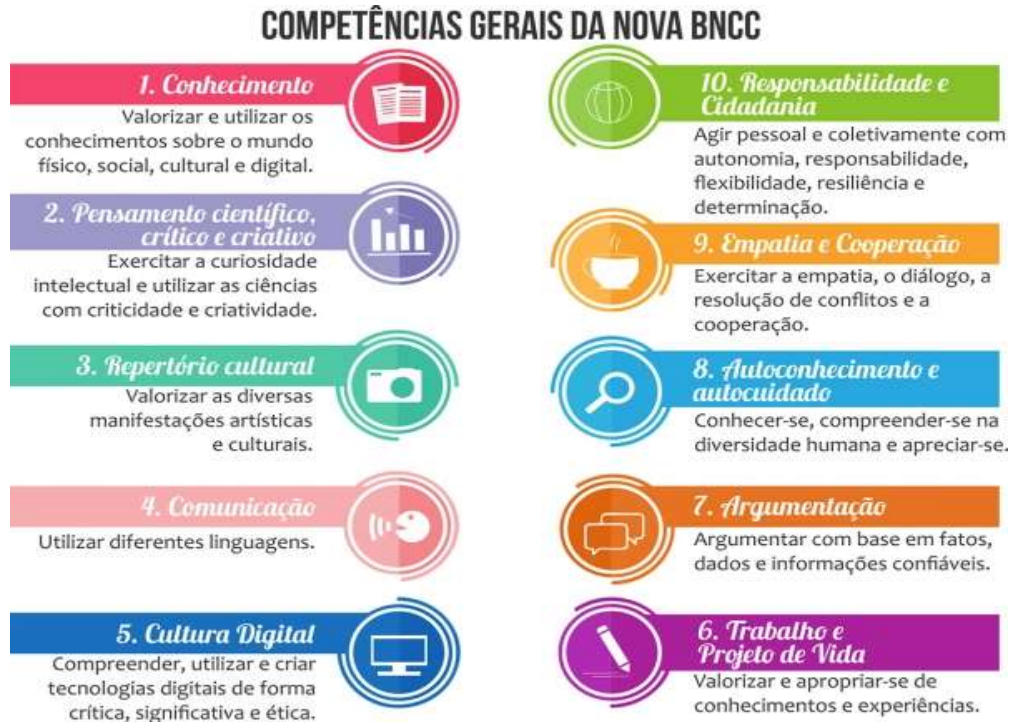 COMPETÊNCIAS GERAIS DA NOVA BNCC
1. Conhecimento
Valorizar e utilizar os
conhecimentos sobre o mundo
físico, social, cultural e digital.
2. Pensamento científico,
crítico e criativo
Exercitar a curiosidade
intelectual e utilizar as ciências
com criticidade e criatividade.
3. Repertório cultural
Valorizar as diversas
manifestações artísticas
e culturais.
4. Comunicação
Utilizar diferentes linguagens.
5. Cultura Digital
Compreender, utilizar e criar
tecnologias digitais de forma
crítica, significativa e ética.
10. Responsabilidade e
Cidadania
Agir pessoal e coletivamente com
autonomia, responsabilidade,
flexibilidade, resiliência e
determinação.
9. Empatia e Cooperação
Exercitar a empatia, o diálogo, a
resolução de conflitos e a
cooperação.
8. Autoconhecimento e
autocuidado
Conhecer-se, compreender-se na
diversidade humana e apreciar-se.
7. Argumentação
Argumentar com base em fatos,
dados e informações confiáveis.
6. Trabalho e
Projeto de Vida
Valorizar e apropriar-se de
conhecimentos e experiências.